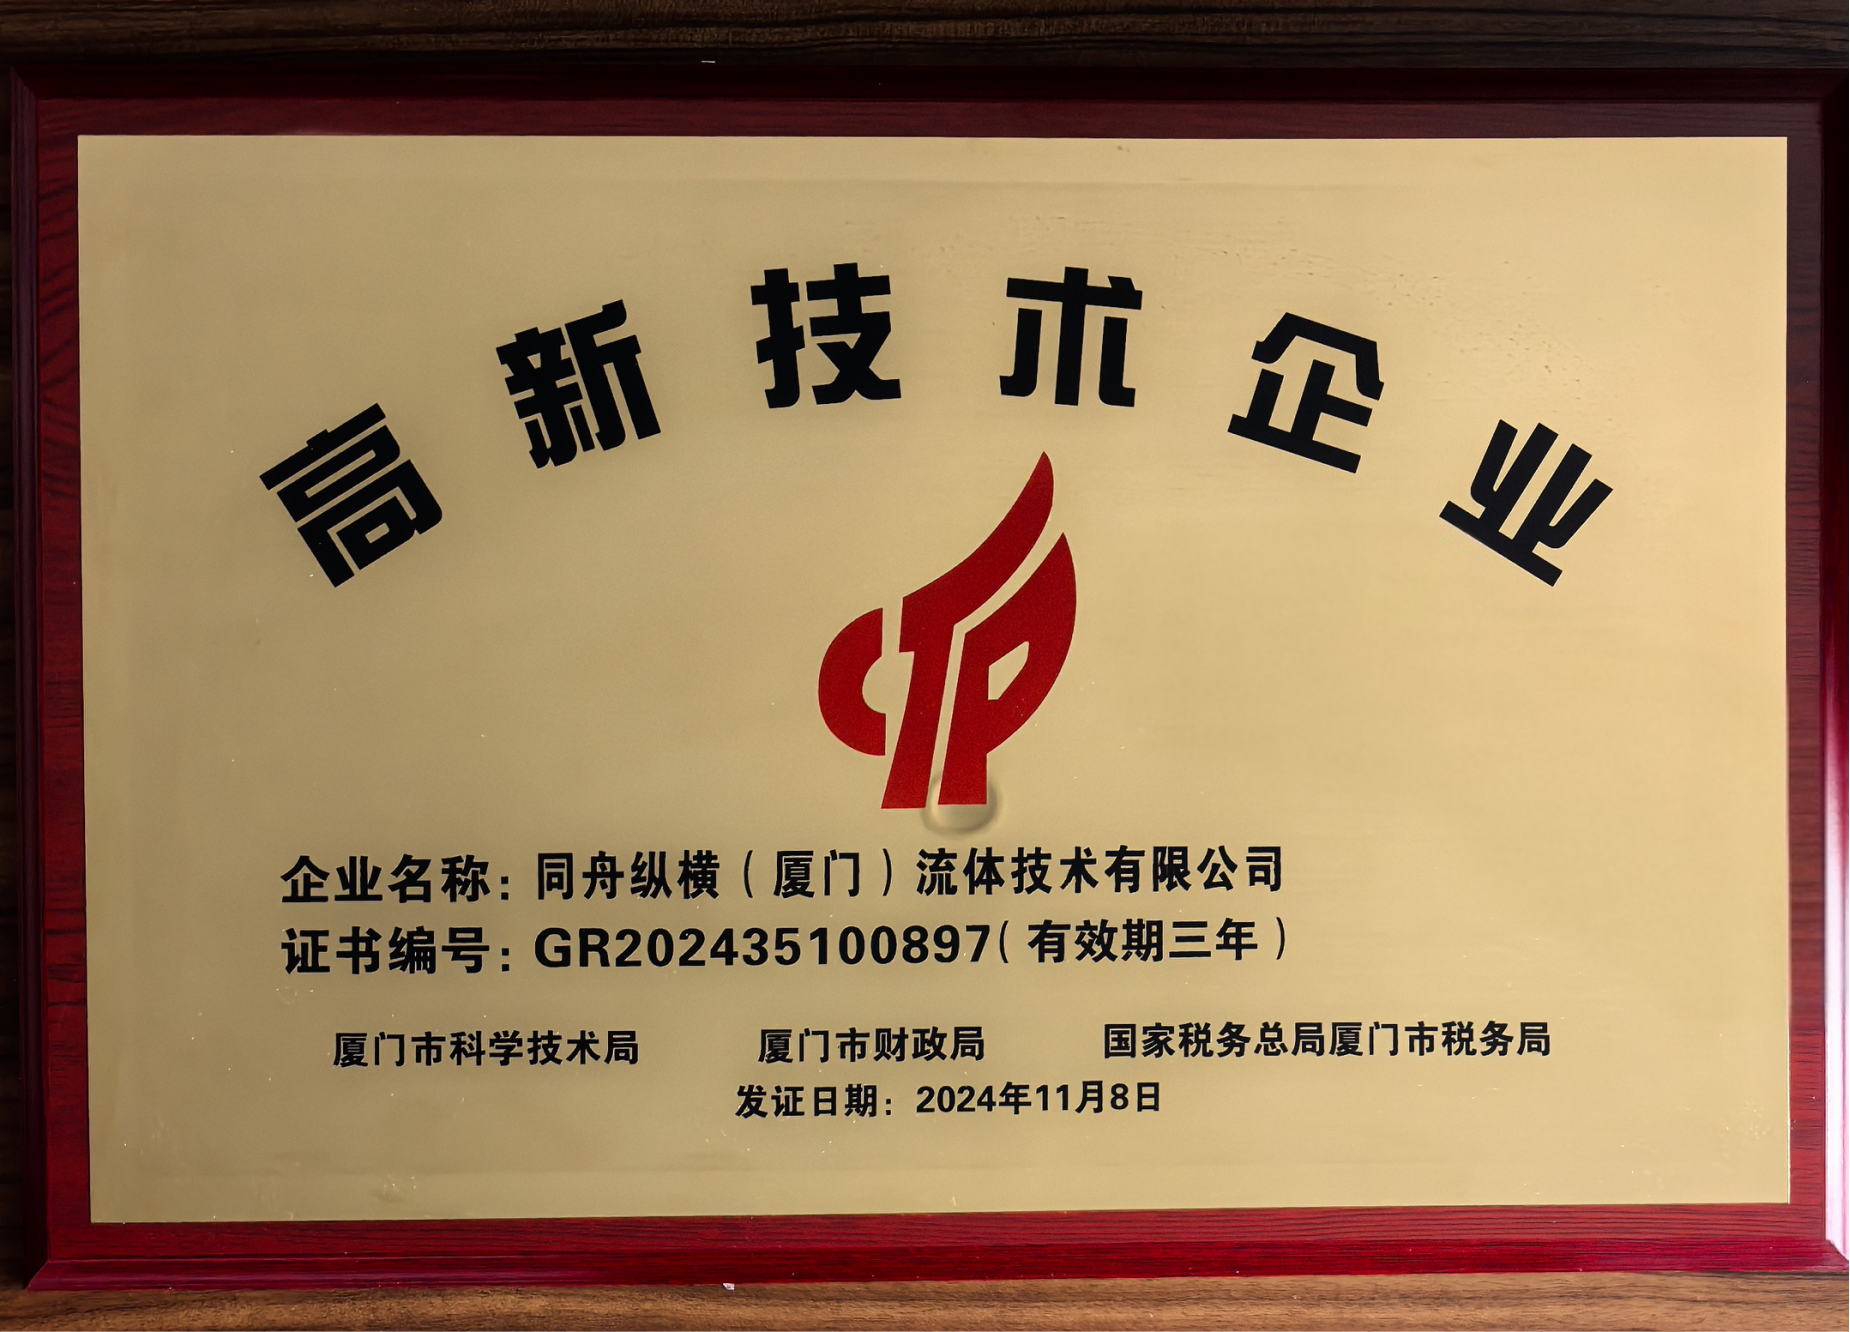 高新技术企业
企业名称：同舟纵横（厦门）流体技术有限公司
证书编号：GR202435100897（有效期三年）
厦门市科学技术局 厦门市财政局 国家税务总局厦门市税务局
发证日期：2024年11月8日